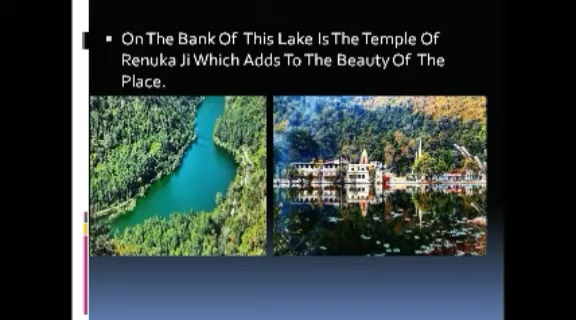 On The Bank Of This Lake Is The Temple Of
Renuka Ji Which Adds To The Beauty Of The
Place.